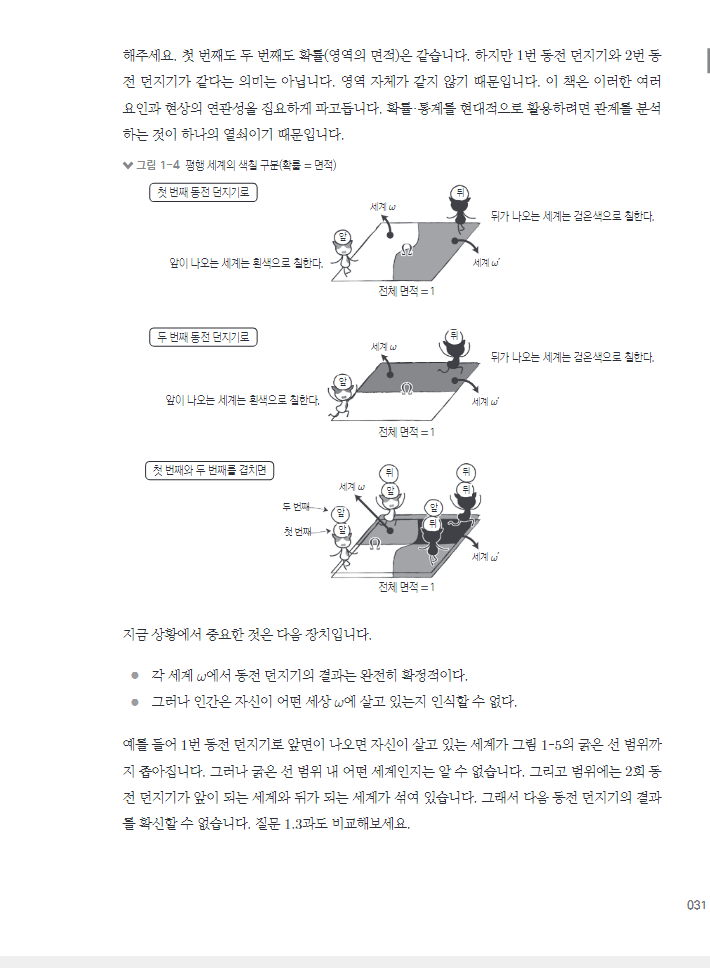 해주세요. 첫 번째도 두 번째도 확률(영역의 면적)은 같습니다. 하지만 1번 동전 던지기와 2번 동
전 던지기가 같다는 의미는 아닙니다. 영역 자체가 같지 않기 때문입니다. 이 책은 이러한 여러
요인과 현상의 연관성을 집요하게 파고듭니다. 확률·통계를 현대적으로 활용하려면 관계를 분석
하는 것이 하나의 열쇠이기 때문입니다.
그림 1-4 평행 세계의 색칠 구분(확률 = 면적)
첫 번째 동전 던지기로
뒤
세계 ω
뒤가 나오는 세계는 검은색으로 칠한다.
앞
Ω
앞이 나오는 세계는 흰색으로 칠한다.
세계 ω′
전체 면적 = 1
두 번째 동전 던지기로
뒤
세계 ω
뒤가 나오는 세계는 검은색으로 칠한다.
앞
Ω
앞이 나오는 세계는 흰색으로 칠한다.
세계 ω′
전체 면적 = 1
첫 번째와 두 번째를 겹치면
뒤
뒤
세계 ω
앞
뒤
두 번째
앞
앞
첫 번째
앞
뒤
Ω
세계 ω′
전체 면적 = 1
지금 상황에서 중요한 것은 다음 장치입니다.
● 각 세계 ω에서 동전 던지기의 결과는 완전히 확정적이다.
● 그러나 인간은 자신이 어떤 세상 ω에 살고 있는지 인식할 수 없다.
예를 들어 1번 동전 던지기로 앞면이 나오면 자신이 살고 있는 세계가 그림 1-5의 굵은 선 범위까
지 좁아집니다. 그러나 굵은 선 범위 내 어떤 세계인지는 알 수 없습니다. 그리고 범위에는 2회 동
전 던지기가 앞이 되는 세계와 뒤가 되는 세계가 섞여 있습니다. 그래서 다음 동전 던지기의 결과
를 확신할 수 없습니다. 질문 1.3과도 비교해보세요.
031